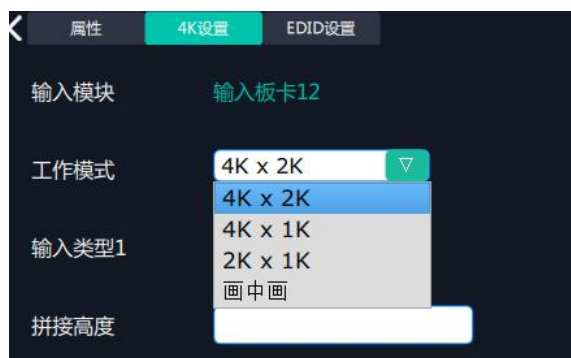 属性 4K设置 EDID设置
输入模块 输入板卡12
工作模式 4K x 2K
4K x 2K
4K x 1K
输入类型1
2K x 1K
画中画
拼接高度